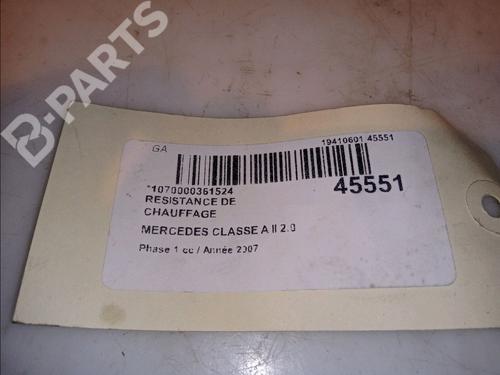 B-PARTS
GA
19410601 45551
*1070000361524
45551
RESISTANCE DE
CHAUFFAGE
MERCEDES CLASSE A II 2.0
Phase 1 cc / Année 2007